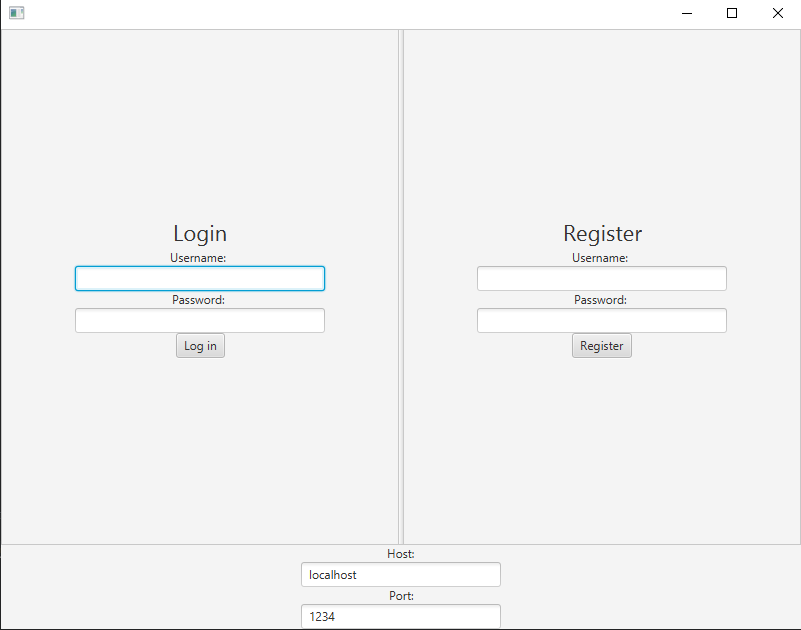 Login
Username:
Password:
Log in
Register
Username:
Password:
Register
Host:
localhost
Port:
1234